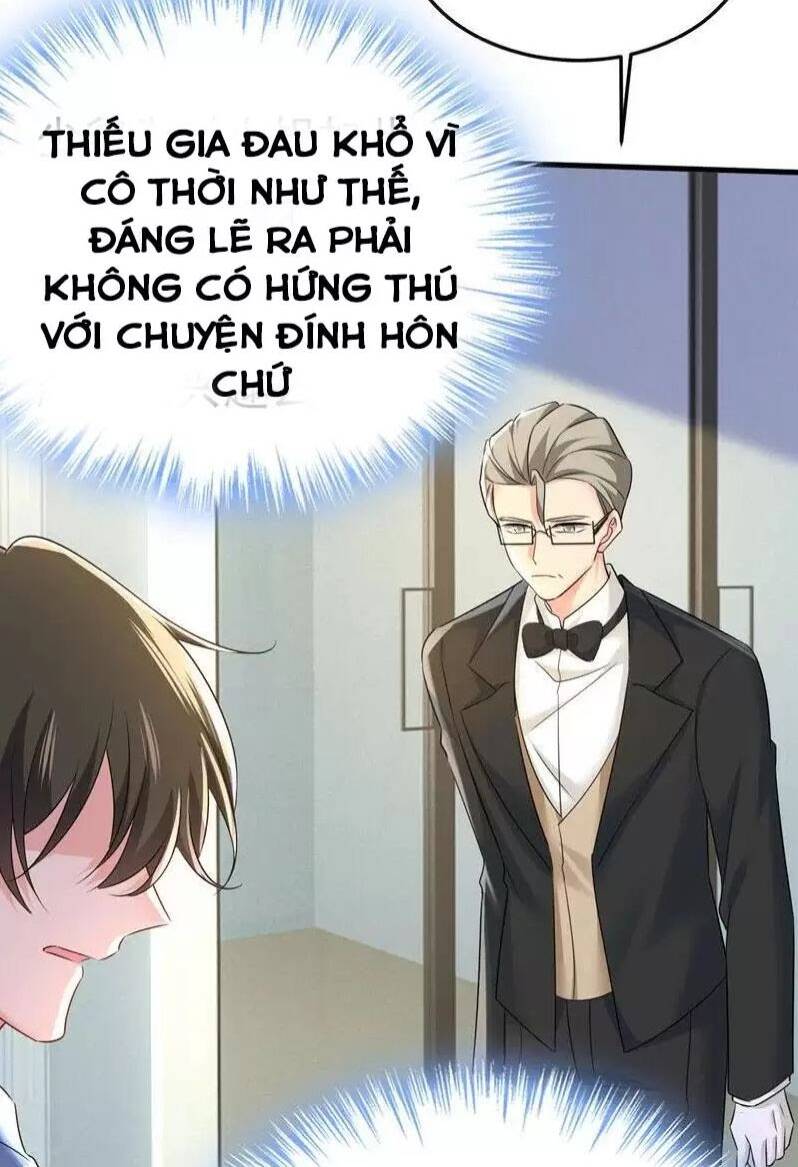 THIẾU GIA ĐAU KHỔ VÌ
CÔ THỜI NHƯ THẾ,
ĐÁNG LẼ RA PHẢI
KHÔNG CÓ HỨNG THÚ
VỚI CHUYỆN ĐÍNH HÔN
CHỨ